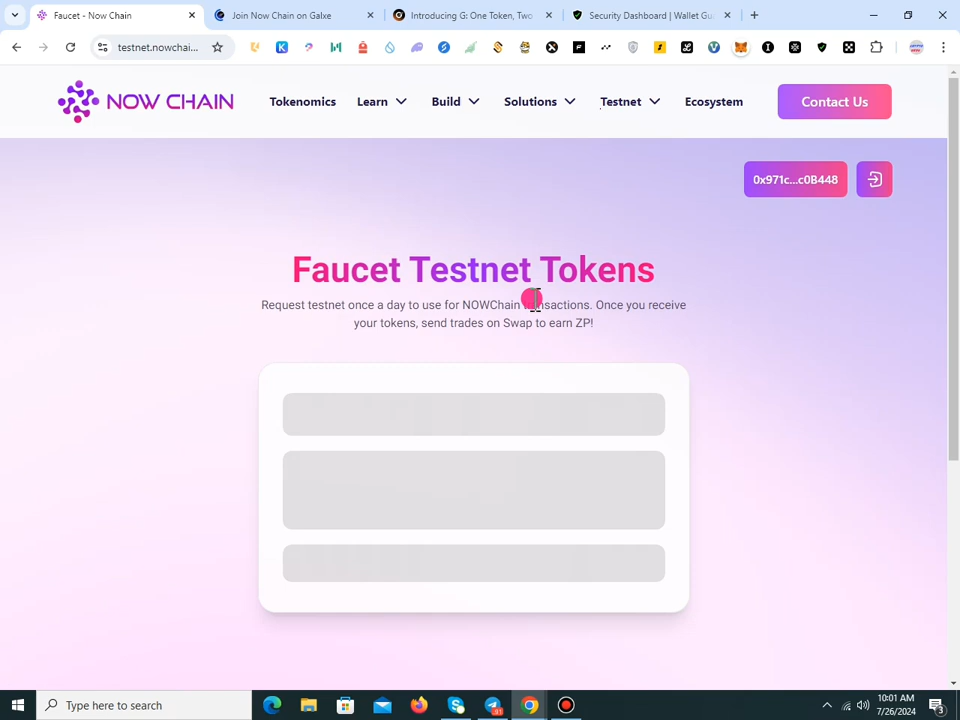 Faucet - Now Chain
Join Now Chain on Galxe
Introducing G: One Token, Two
Security Dashboard | Wallet Gu
testnet.nowchai...
NOW CHAIN
Tokenomics
Learn
Build
Solutions
Testnet
Ecosystem
Contact Us
0x971c...c0B448
Faucet Testnet Tokens
Request testnet once a day to use for NOWChain transactions. Once you receive
your tokens, send trades on Swap to earn ZP!
Type here to search
10:01 AM
7/26/2024